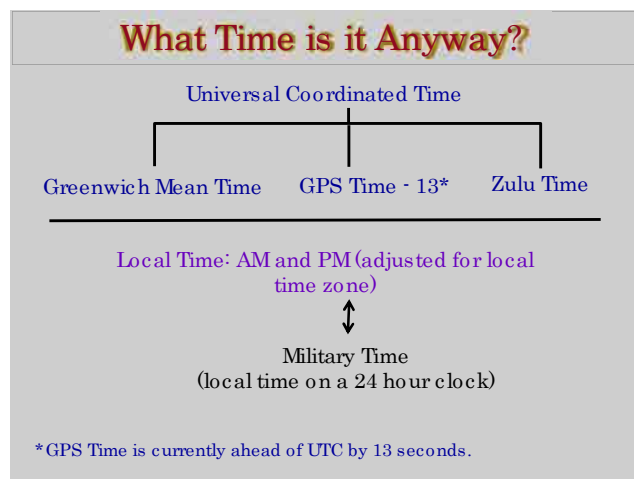 What Time is it Anyway?
Universal Coordinated Time
Greenwich Mean Time GPS Time - 13* Zulu Time
Local Time: AM and PM (adjusted for local
time zone)
Military Time
(local time on a 24 hour clock)
*GPS Time is currently ahead of UTC by 13 seconds.